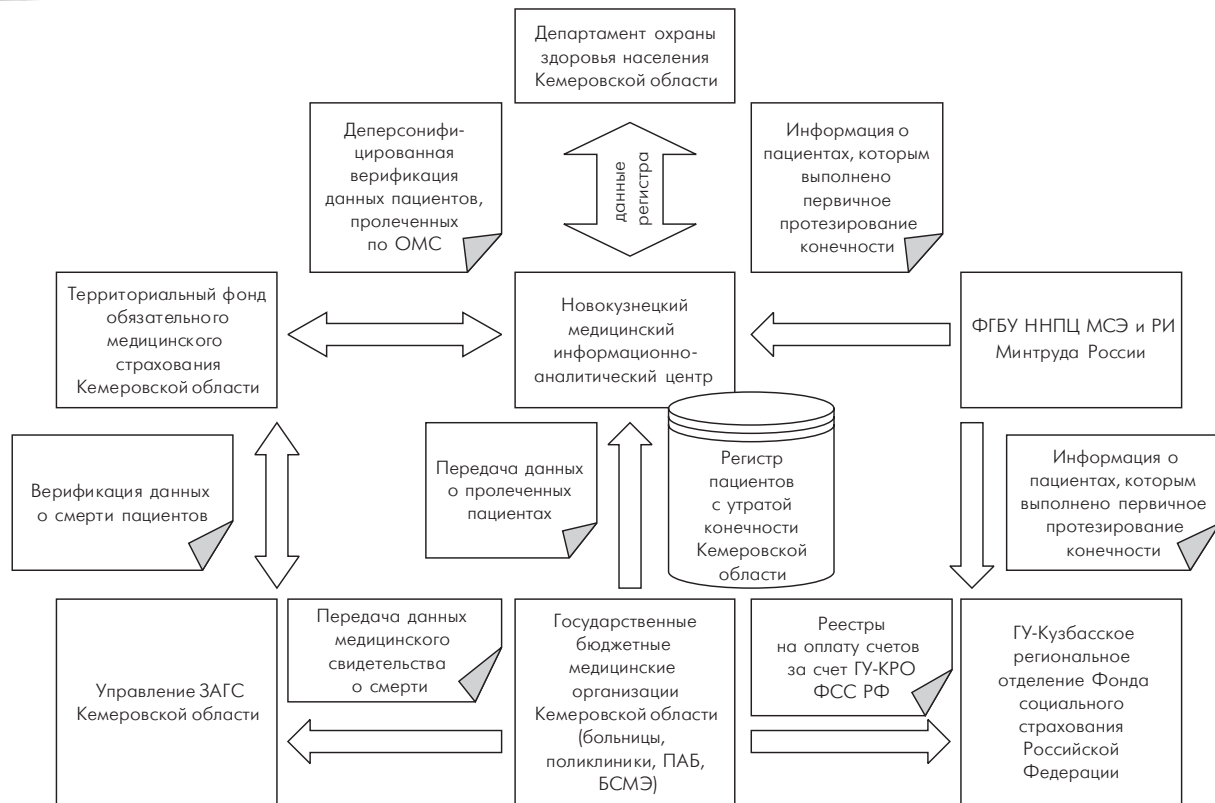 Департамент охраны
здоровья населения
Кемеровской области
Деперсонифи-
цированная
верификация
данных пациентов,
пролеченных
по ОМС
данные
регистра
Информация о
пациентах, которым
выполнено
первичное
протезирование
конечности
Территориальный фонд
обязательного
медицинского
страхования
Кемеровской области
Новокузнецкий
медицинский
информационно-
аналитический центр
ФГБУ ННПЦ МСЭ и РИ
Минтруда России
Верификация данных
о смерти пациентов
Передача данных
о пролеченных
пациентах
Регистр
пациентов
с утратой
конечности
Кемеровской
области
Информация о
пациентах, которым
выполнено первичное
протезирование
конечности
Управление ЗАГС
Кемеровской области
Передача данных
медицинского
свидетельства
о смерти
Государственные
бюджетные
медицинские
организации
Кемеровской области
(больницы,
поликлиники, ПАБ,
БСМЭ)
Реестры
на оплату счетов
за счет ГУ-КРО
ФСС РФ
ГУ-Кузбасское
региональное
отделение Фонда
социального
страхования
Российской
Федерации